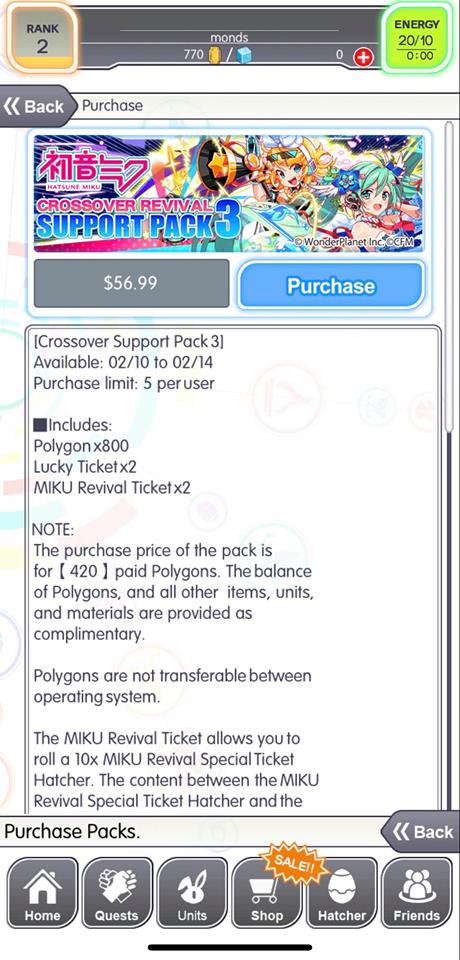 RANK
2
monds
770 /
0
ENERGY
20/10
0:00
Back
Purchase
初音ミク
HATSUNE MIKU
CROSSOVER REVIVAL
SUPPORT PACK 3
© WonderPlanet Inc. ©CFM
$56.99
Purchase
[Crossover Support Pack 3]
Available: 02/10 to 02/14
Purchase limit: 5 per user
■Includes:
Polygon x800
Lucky Ticket x2
MIKU Revival Ticket x2
NOTE:
The purchase price of the pack is
for【 420 】paid Polygons. The balance
of Polygons, and all other items, units,
and materials are provided as
complimentary.
Polygons are not transferable between
operating system.
The MIKU Revival Ticket allows you to
roll a 10x MIKU Revival Special Ticket
Hatcher. The content between the MIKU
Revival Special Ticket Hatcher and the
Purchase Packs.
Back
SALE!!
Home
Quests
Units
Shop
Hatcher
Friends